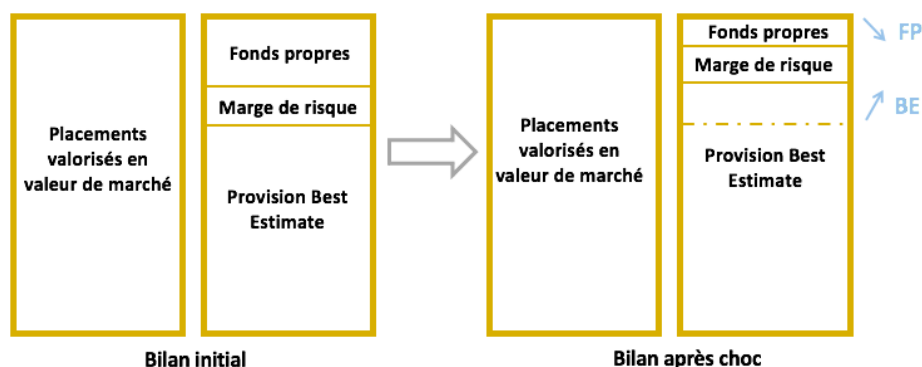 Placements
valorisés en
valeur de marché
Fonds propres
Marge de risque
Provision Best
Estimate
Bilan initial
Placements
valorisés en
valeur de marché
Fonds propres
Marge de risque
Provision Best
Estimate
FP
BE
Bilan après choc